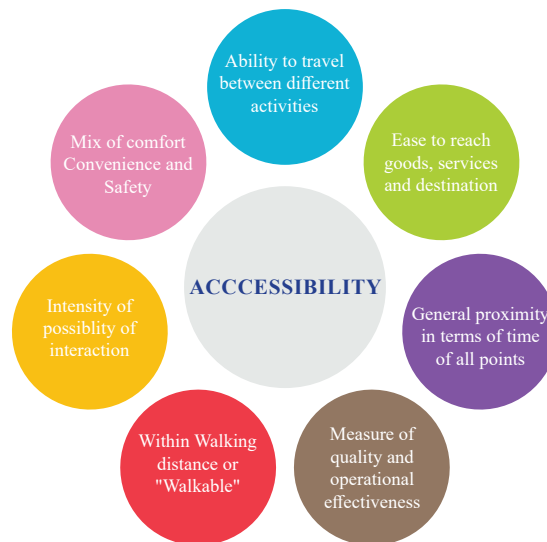 Ability to travel
between different
activities
Ease to reach
goods, services
and destination
General proximity
in terms of time
of all points
Measure of
quality and
operational
effectiveness
Within Walking
distance or
"Walkable"
Intensity of
possiblity of
interaction
Mix of comfort
Convenience and
Safety
ACCCESSIBILITY